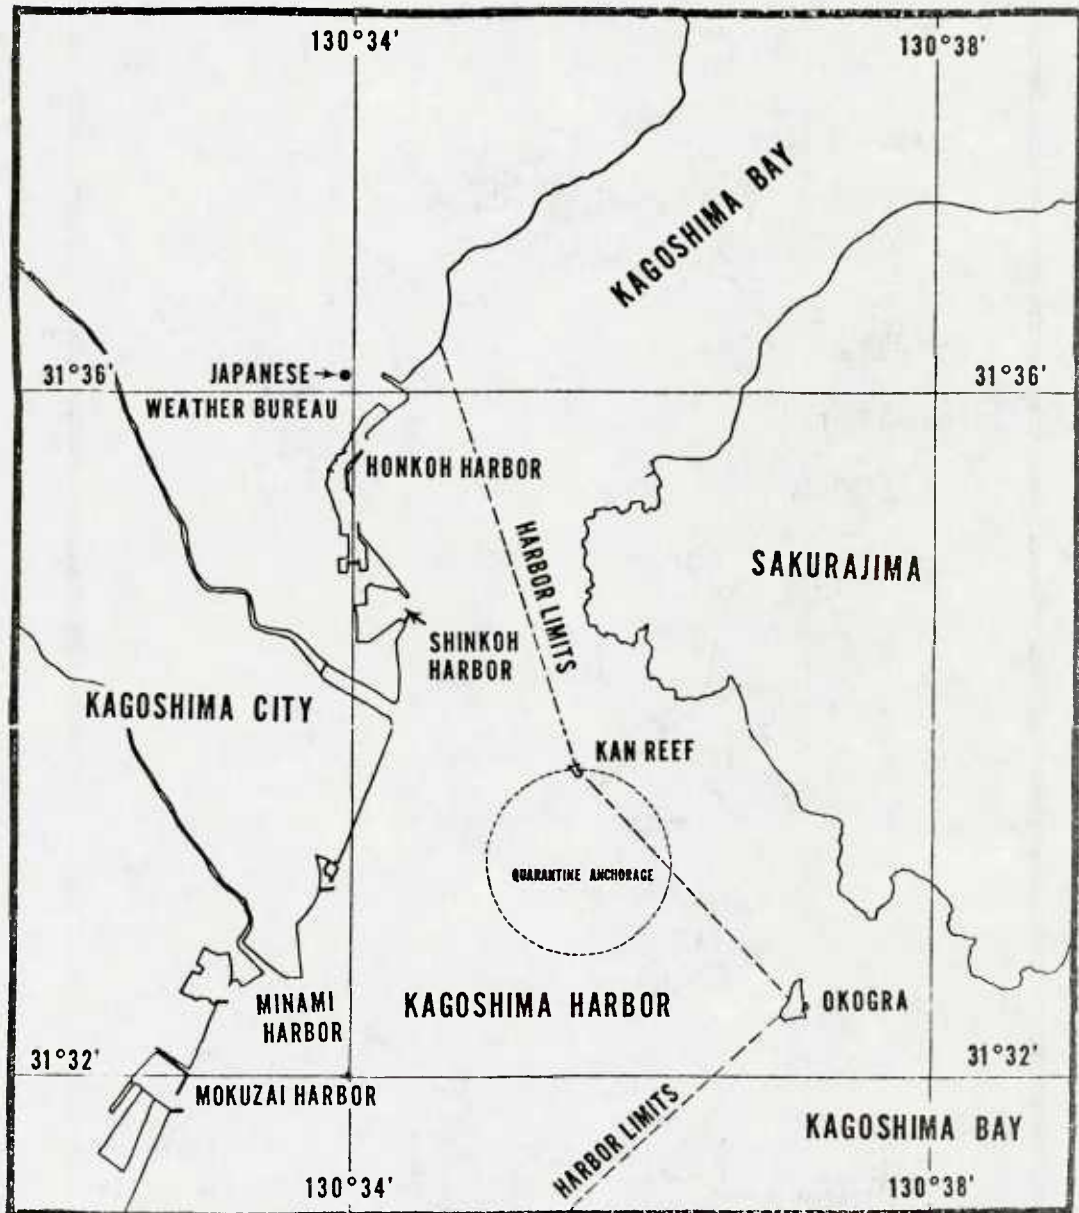 130°34'
130°38'
KAGOSHIMA BAY
31°36'
JAPANESE
WEATHER BUREAU
31°36'
HONKOH HARBOR
HARBOR LIMITS
SAKURAJIMA
SHINKOH
HARBOR
KAGOSHIMA CITY
KAN REEF
QUARANTINE ANCHORAGE
MINAMI
HARBOR
KAGOSHIMA HARBOR
OKOGRA
31°32'
31°32'
MOKUZAI HARBOR
HARBOR LIMITS
KAGOSHIMA BAY
130°34'
130°38'